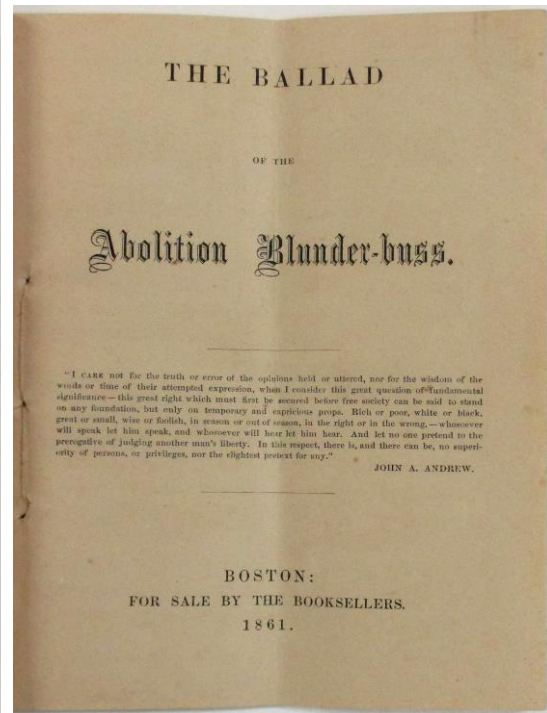 THE BALLAD
OF THE
Abolition Blunder-buss.
"I CARE not for the truth or error of the opinions held or uttered, nor for the wisdom of the
words or time of their attempted expression, when I consider this great question of fundamental
significance — this great right which must first be secured before free society can be said to stand
on any foundation, but only on temporary and capricious props. Rich or poor, white or black,
great or small, wise or foolish, in season or out of season, in the right or in the wrong, — whosoever
will speak let him speak, and whosoever will hear let him hear. And let no one pretend to the
prerogative of judging another man's liberty. In this respect, there is, and there can be, no superi-
ority of persons, or privileges, nor the slightest pretext for any."
JOHN A. ANDREW.
BOSTON:
FOR SALE BY THE BOOKSELLERS.
1861.